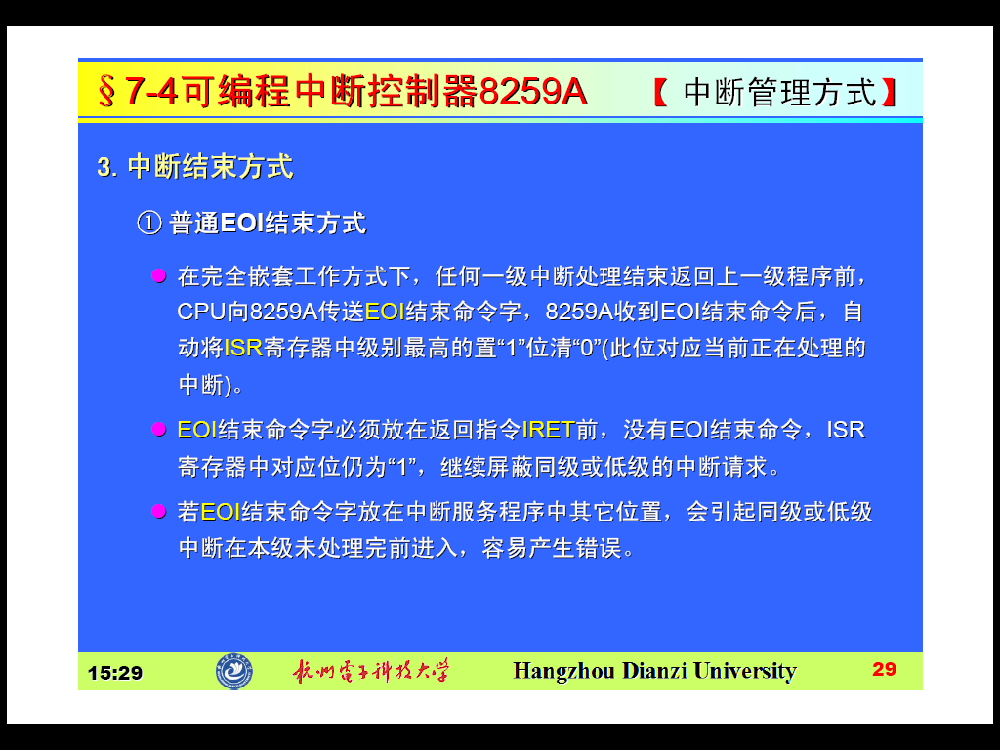 §7-4可编程中断控制器8259A 【 中断管理方式】
3. 中断结束方式
① 普通EOI结束方式
● 在完全嵌套工作方式下，任何一级中断处理结束返回上一级程序前，
CPU向8259A传送EOI结束命令字，8259A收到EOI结束命令后，自
动将ISR寄存器中级别最高的置“1”位清“0”(此位对应当前正在处理的
中断)。
● EOI结束命令字必须放在返回指令IRET前，没有EOI结束命令，ISR
寄存器中对应位仍为“1”，继续屏蔽同级或低级的中断请求。
● 若EOI结束命令字放在中断服务程序中其它位置，会引起同级或低级
中断在本级未处理完前进入，容易产生错误。
15:29 杭州電子科技大学 Hangzhou Dianzi University 29